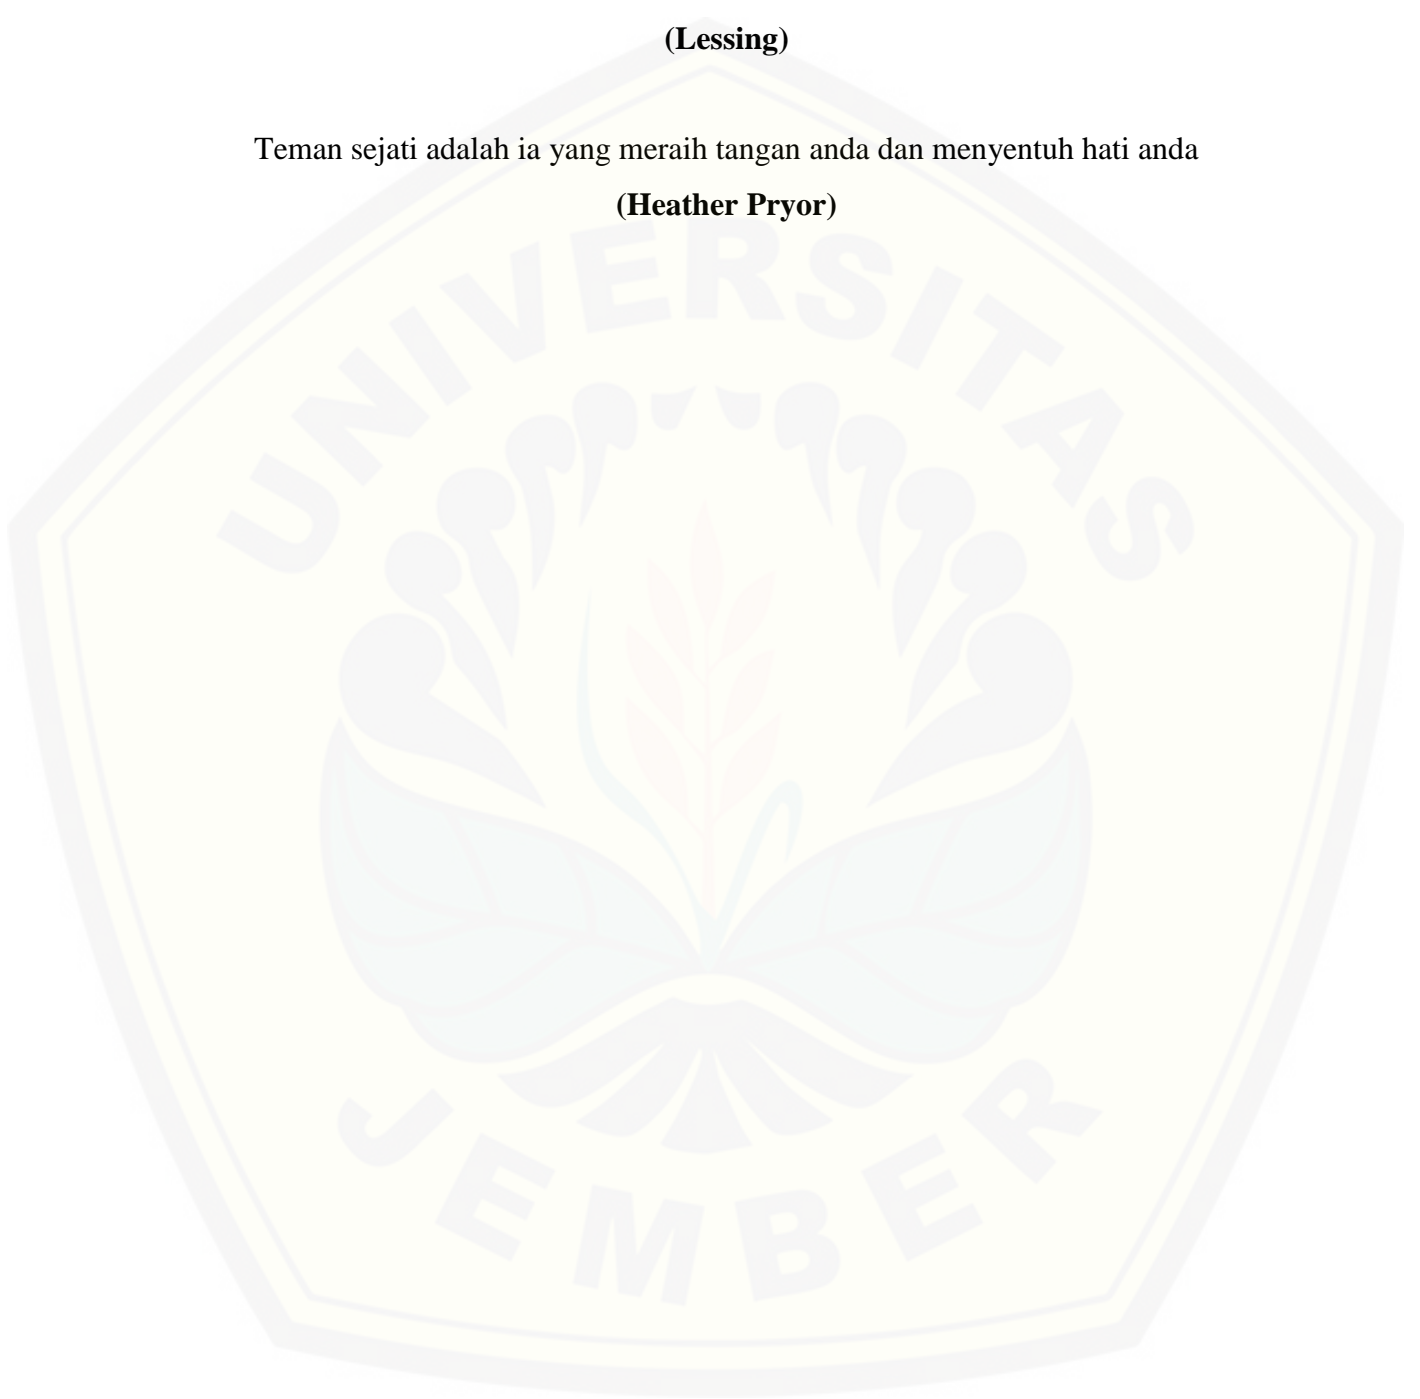 (Lessing)
Teman sejati adalah ia yang meraih tangan anda dan menyentuh hati anda
(Heather Pryor)
UNIVERSITAS
JEMBER